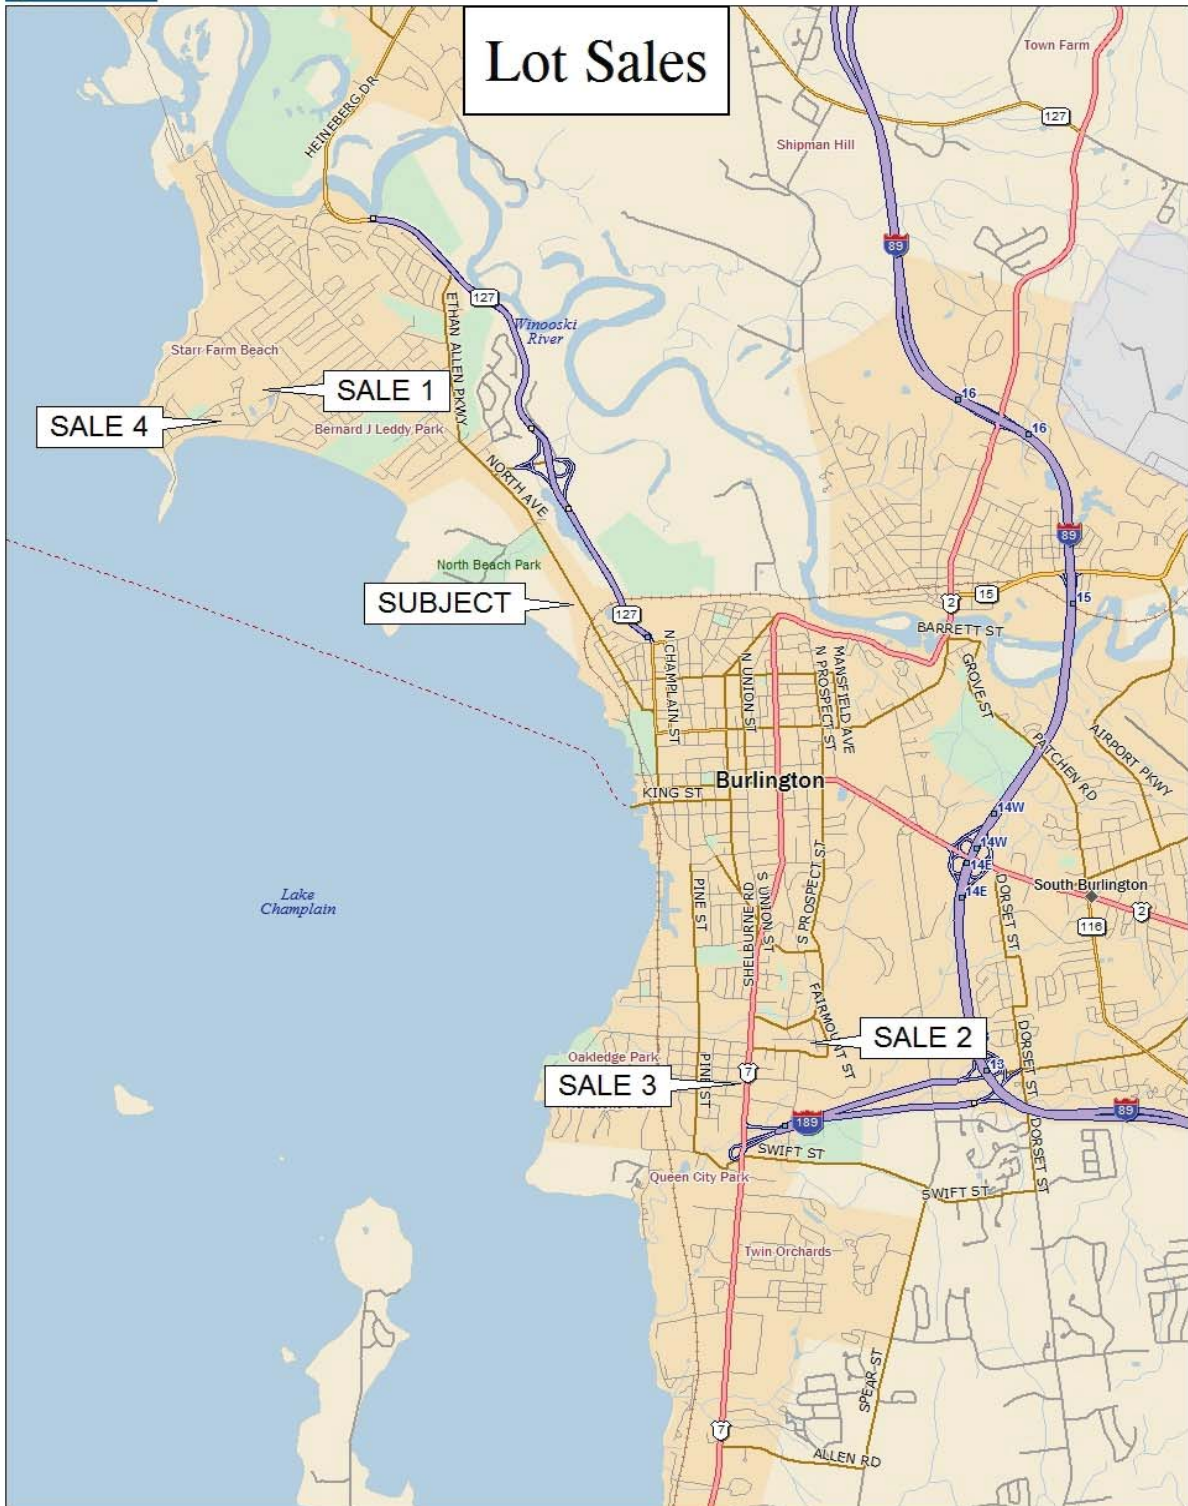 Lot Sales
Town Farm
127
HEINEBERG DR
Shipman Hill
89
127
Winooski
River
ETHAN ALLEN PKWY
Starr Farm Beach
SALE 1
16
16
SALE 4
Bernard J Leddy Park
NORTH AVE
89
North Beach Park
SUBJECT
127
2
15
15
BARRETT ST
N CHAMPLAIN ST
N UNION ST
N PROSPECT ST
MANSFIELD AVE
GROVE ST
PATCHEN RD
AIRPORT PKWY
Burlington
KING ST
14W
14W
14E
14E
South Burlington
2
116
Lake
Champlain
PINE ST
SHELBURNE RD
S UNION ST
S PROSPECT ST
DORSET ST
FAIRMOUNT ST
SALE 2
DORSET ST
Oakledge Park
7
13
SALE 3
PINE ST
189
89
SWIFT ST
DORSET ST
Queen City Park
SWIFT ST
Twin Orchards
SPEAR ST
7
ALLEN RD